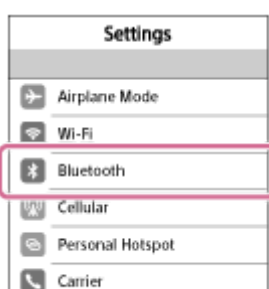 Settings
Airplane Mode
Wi-Fi
Bluetooth
Cellular
Personal Hotspot
Carrier